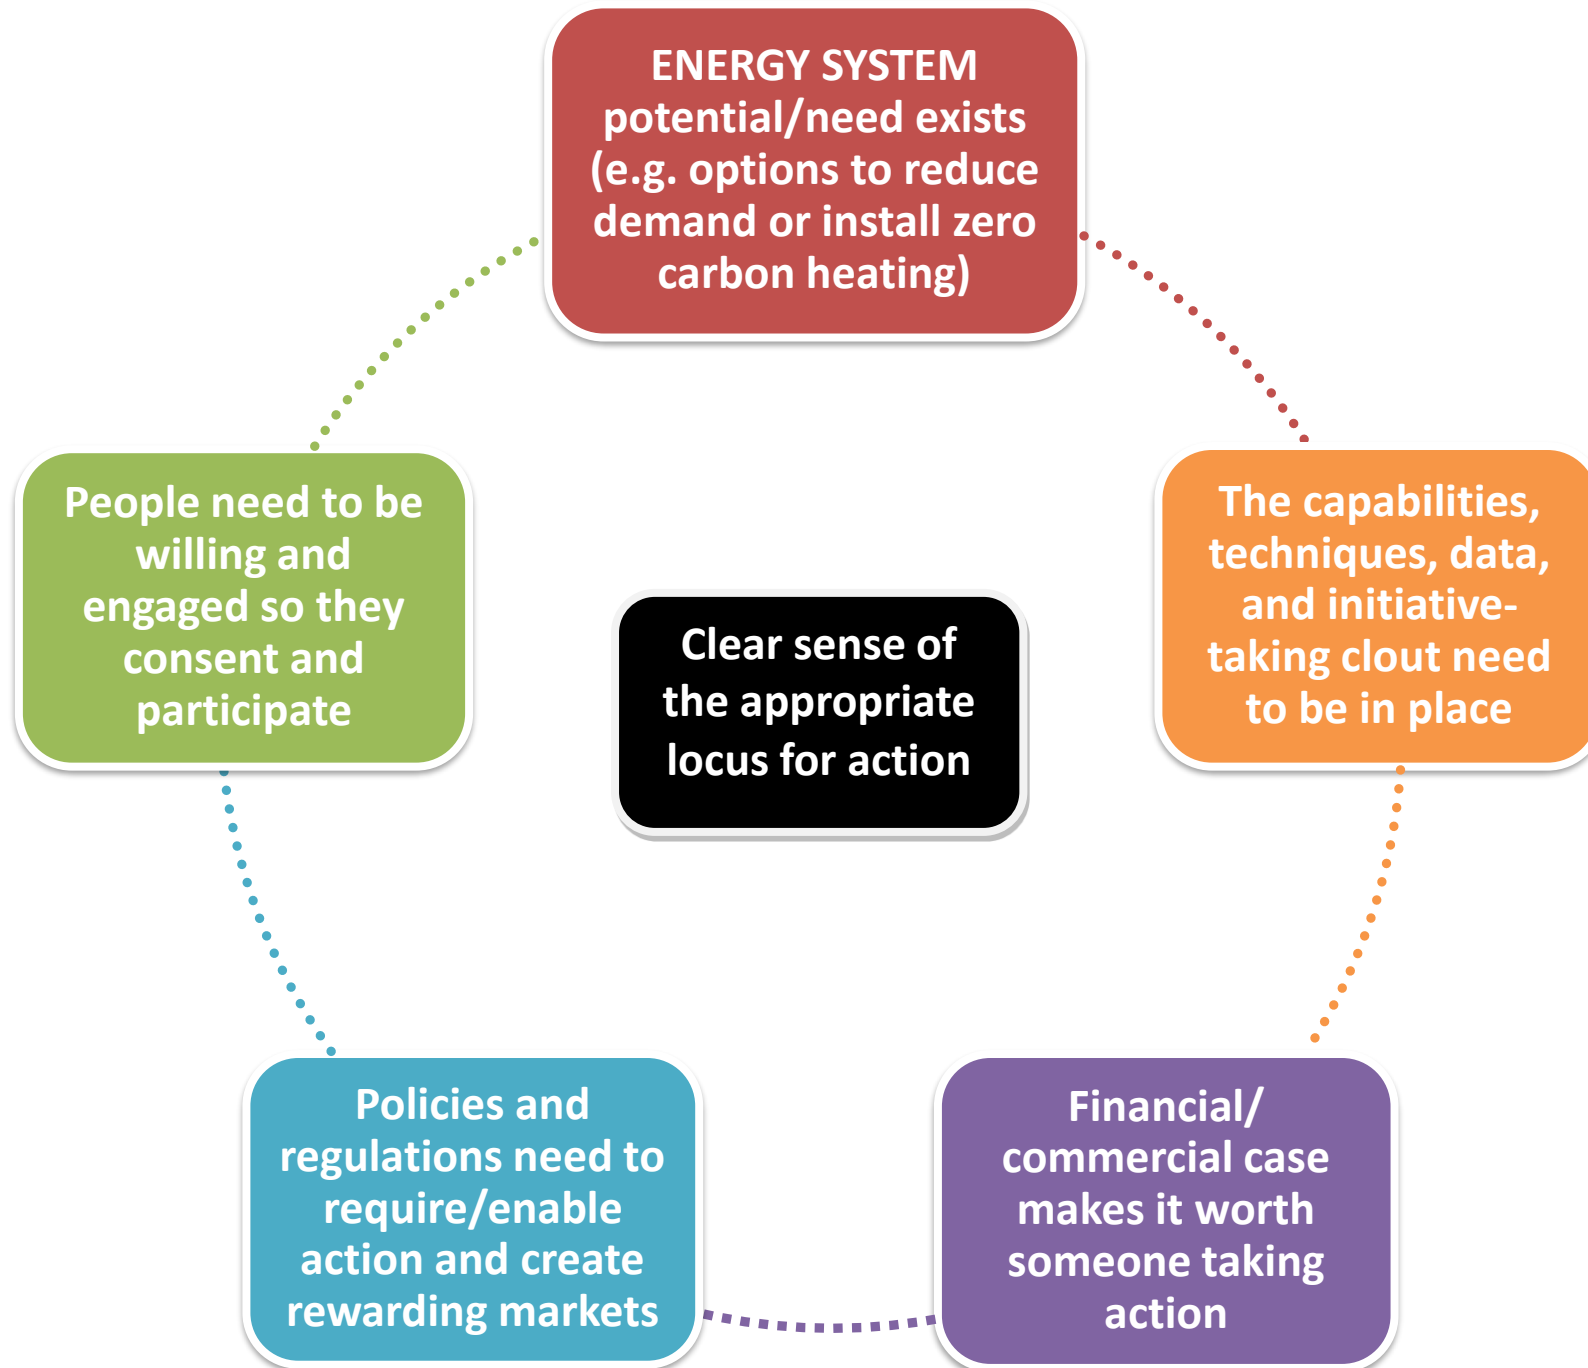 ENERGY SYSTEM
potential/need exists
(e.g. options to reduce
demand or install zero
carbon heating)
The capabilities,
techniques, data,
and initiative-
taking clout need
to be in place
Financial/
commercial case
makes it worth
someone taking
action
Policies and
regulations need to
require/enable
action and create
rewarding markets
People need to be
willing and
engaged so they
consent and
participate
Clear sense of
the appropriate
locus for action